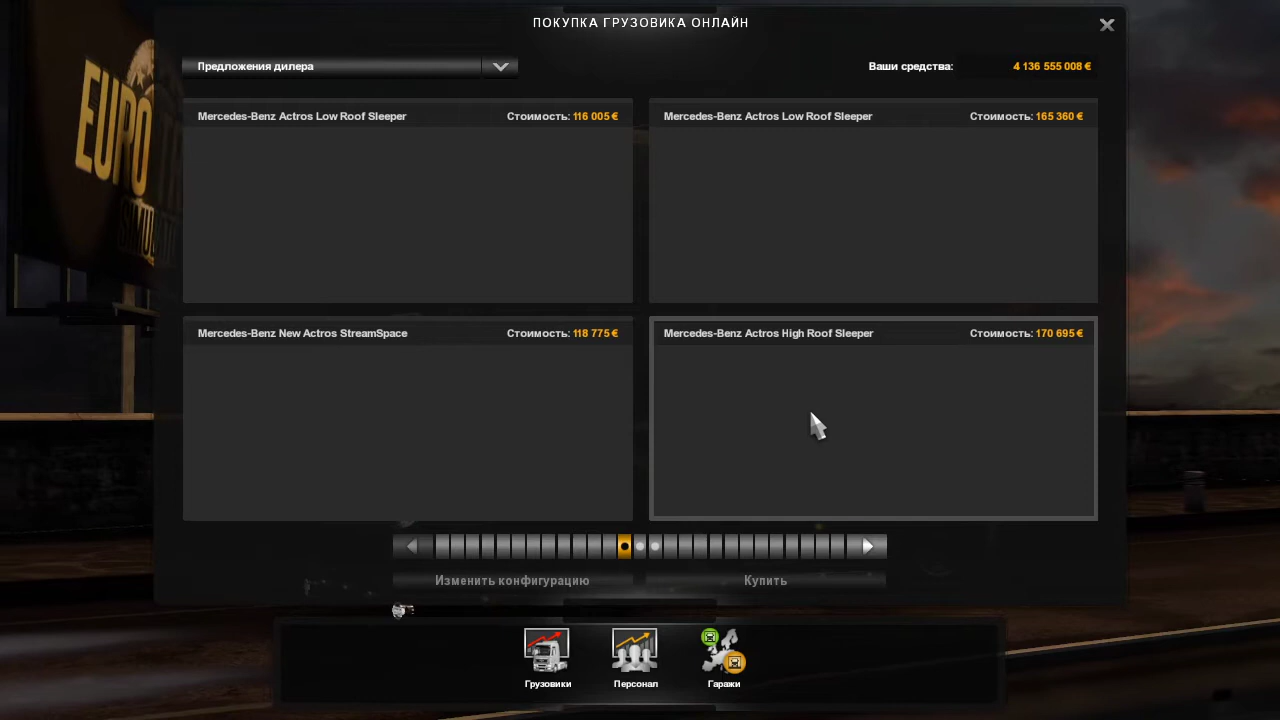 ПОКУПКА ГРУЗОВИКА ОНЛАЙН
Предложения дилера
Ваши средства: 4 136 555 008 €
Mercedes-Benz Actros Low Roof Sleeper Стоимость: 116 005 €
Mercedes-Benz Actros Low Roof Sleeper Стоимость: 165 360 €
Mercedes-Benz New Actros StreamSpace Стоимость: 118 775 €
Mercedes-Benz Actros High Roof Sleeper Стоимость: 170 695 €
Изменить конфигурацию
Купить
Грузовики
Персонал
Гаражи
EURO